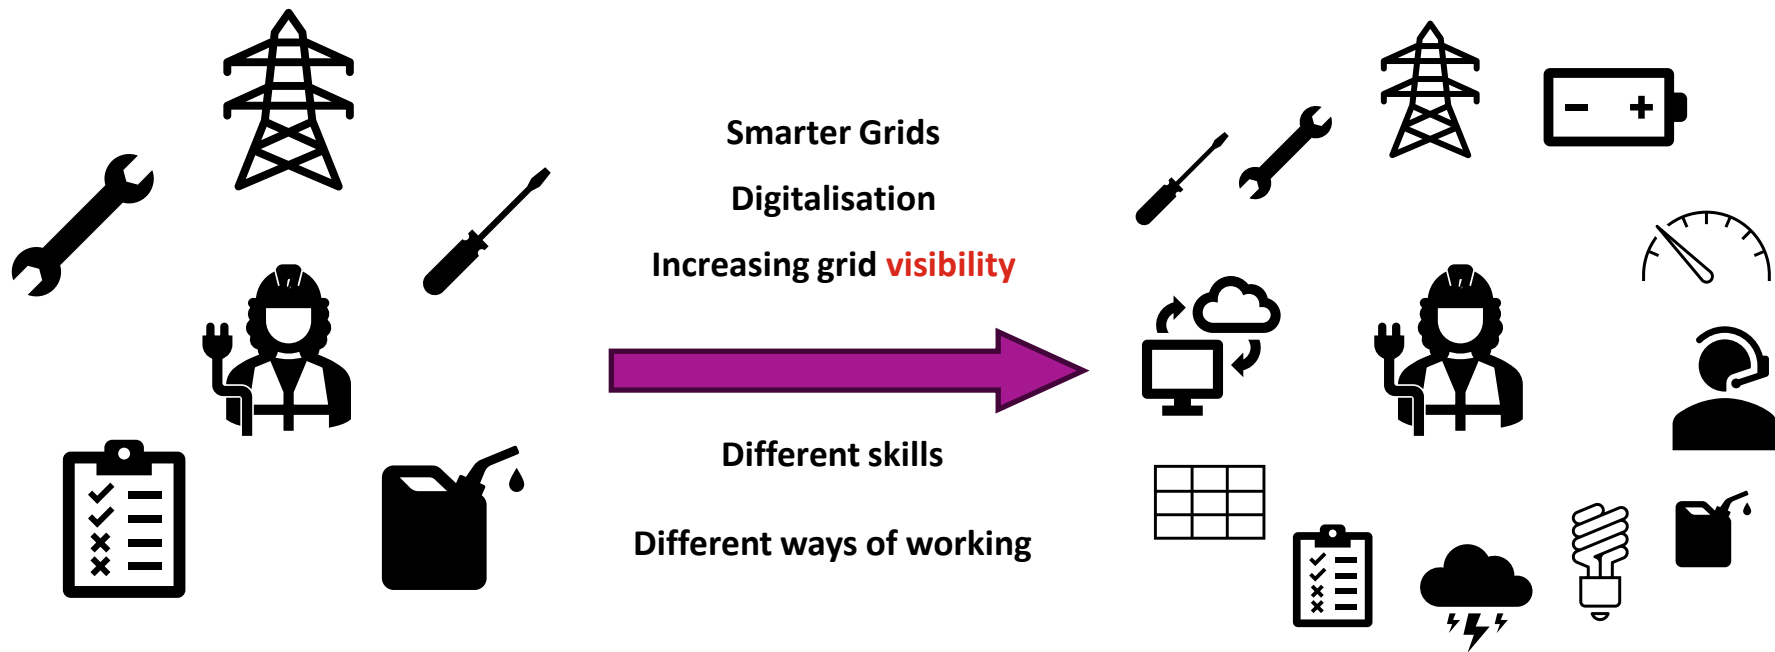 Smarter Grids
Digitalisation
Increasing grid visibility
Different skills
Different ways of working